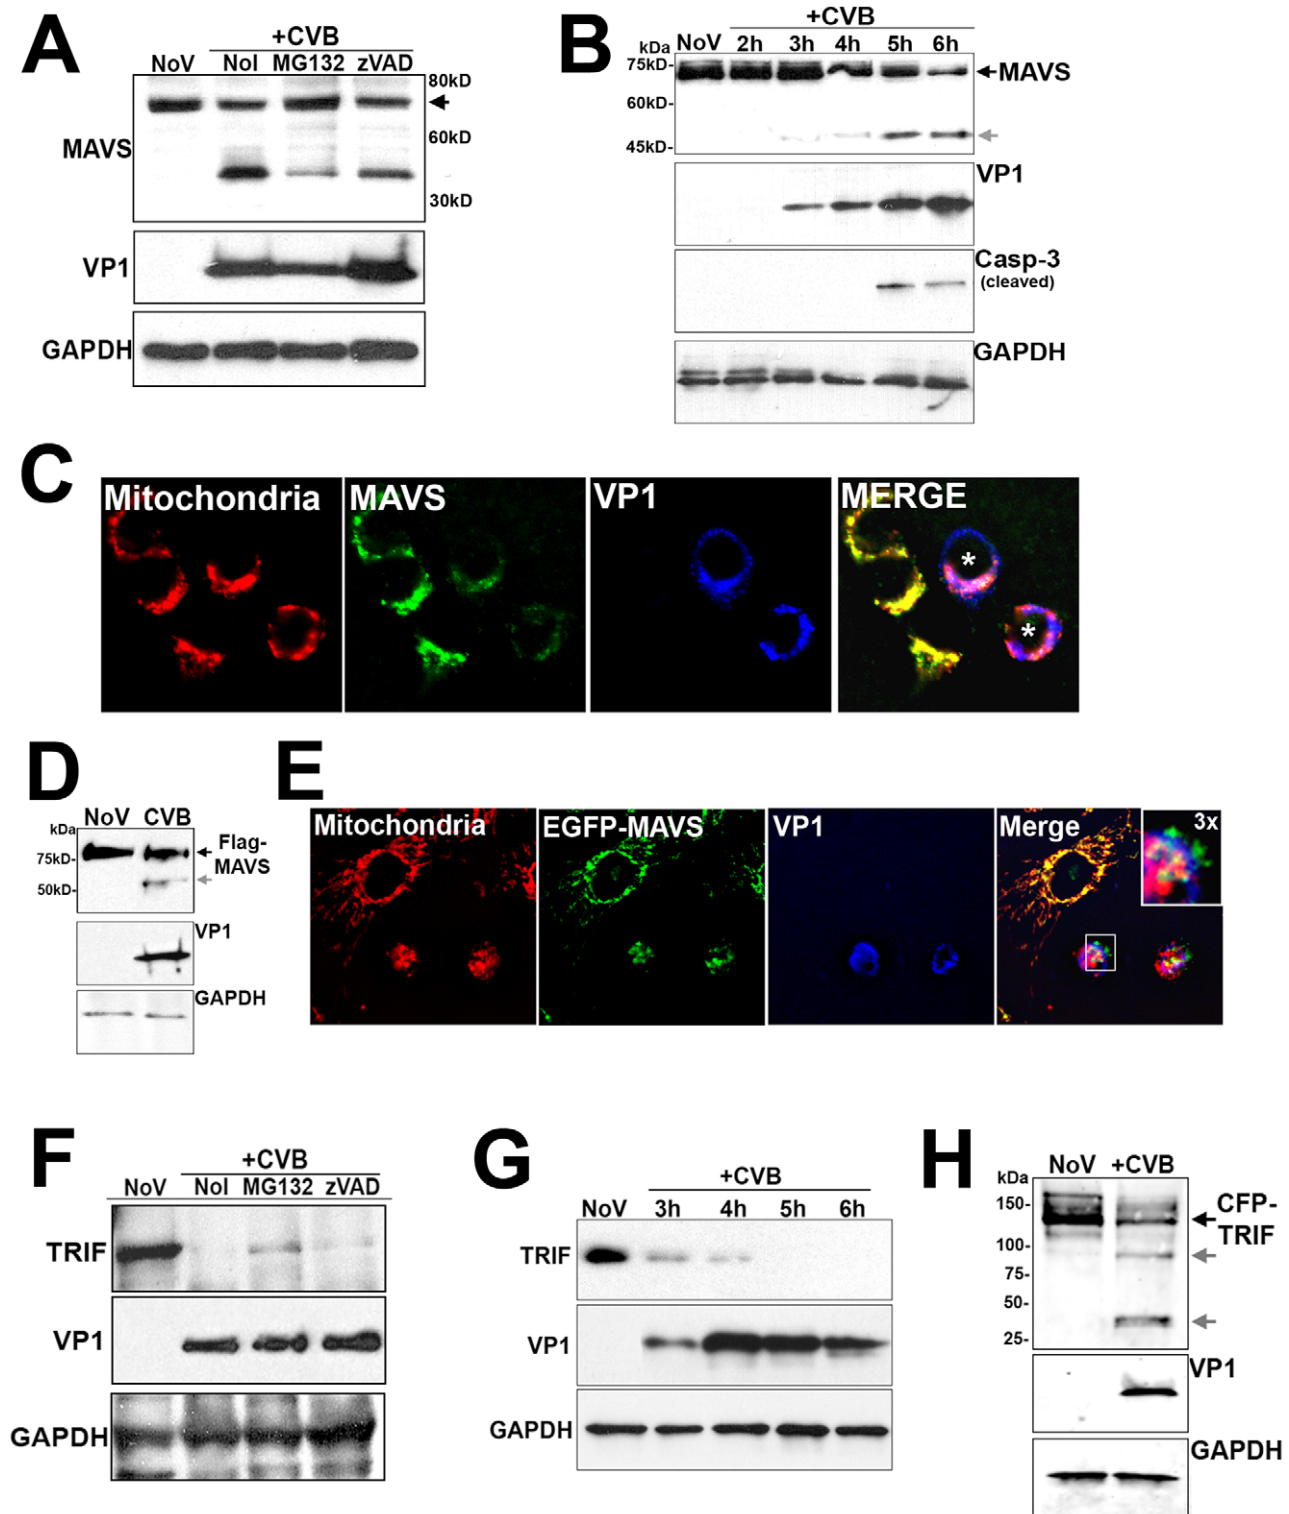 A
+CVB
NoV NoI MG132 zVAD
80kD
MAVS
60kD
30kD
VP1
GAPDH
B
+CVB
kDa NoV 2h 3h 4h 5h 6h
75kD-
MAVS
60kD-
45kD-
VP1
Casp-3
(cleaved)
GAPDH
C
Mitochondria
MAVS
VP1
MERGE
*
*
D
NoV CVB
kDa
75kD-
Flag-
MAVS
50kD-
VP1
GAPDH
E
Mitochondria
EGFP-MAVS
VP1
Merge
3x
F
+CVB
NoV NoI MG132 zVAD
TRIF
VP1
GAPDH
G
+CVB
NoV 3h 4h 5h 6h
TRIF
VP1
GAPDH
H
NoV +CVB
kDa
150-
CFP-
TRIF
100-
75-
50-
25-
VP1
GAPDH